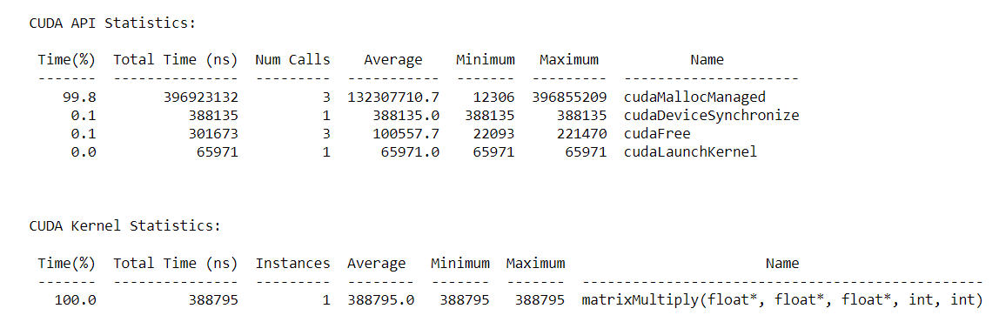 CUDA API Statistics:
Time(%) Total Time (ns) Num Calls Average Minimum Maximum Name
------- --------------- --------- ----------- ------- --------- ---------------------
99.8 396923132 3 132307710.7 12306 396855209 cudaMallocManaged
0.1 388135 1 388135.0 388135 388135 cudaDeviceSynchronize
0.1 301673 3 100557.7 22093 221470 cudaFree
0.0 65971 1 65971.0 65971 65971 cudaLaunchKernel
CUDA Kernel Statistics:
Time(%) Total Time (ns) Instances Average Minimum Maximum Name
------- --------------- --------- -------- ------- ------- ------------------------------------------------
100.0 388795 1 388795.0 388795 388795 matrixMultiply(float*, float*, float*, int, int)